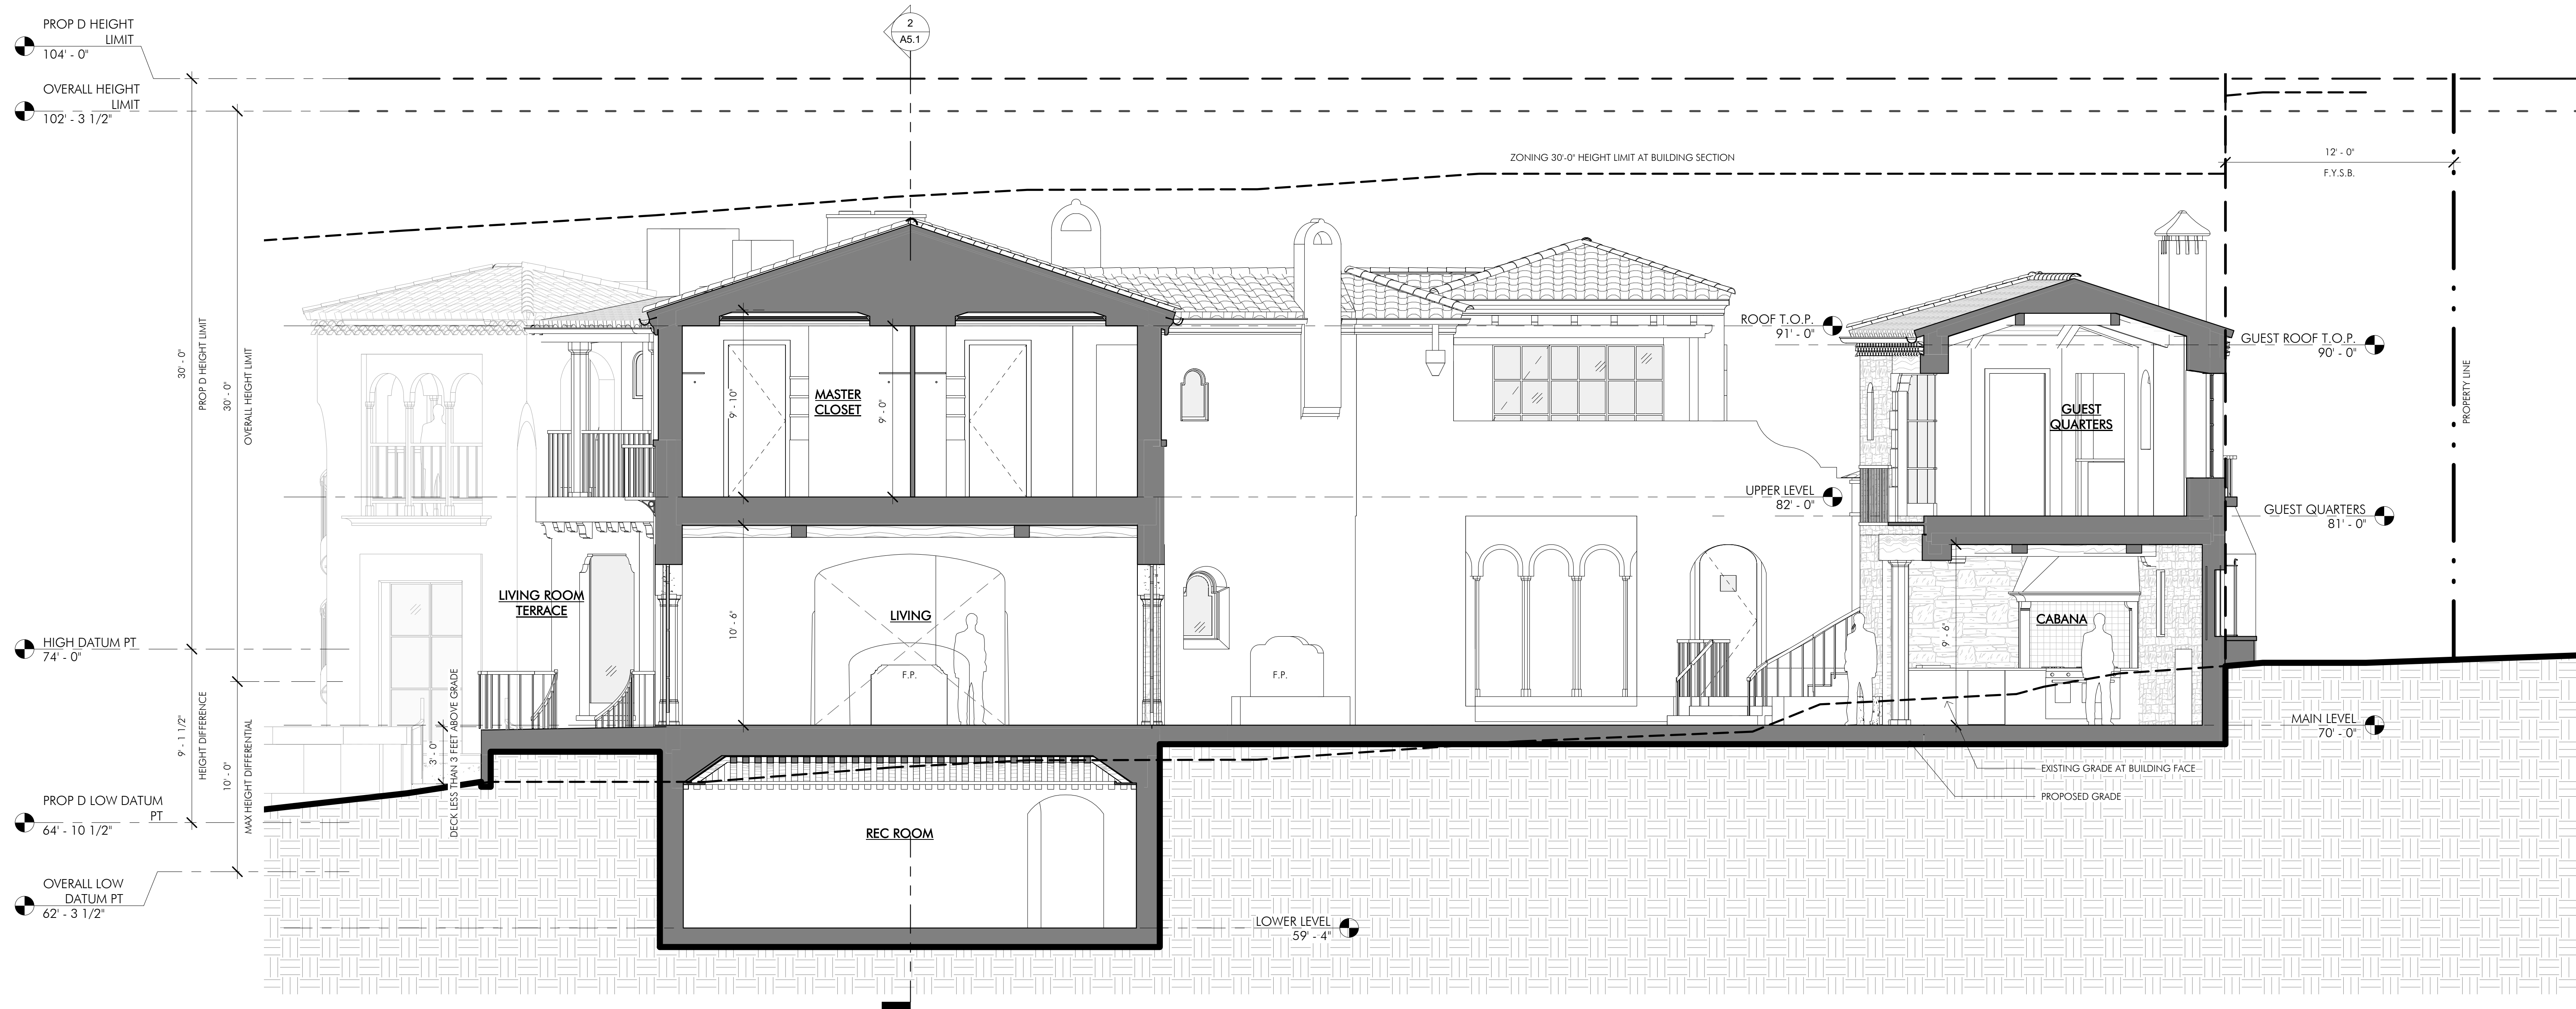 PROP D HEIGHT
LIMIT
104' - 0"
OVERALL HEIGHT
LIMIT
102' - 3 1/2"
2
A5.1
ZONING 30'-0" HEIGHT LIMIT AT BUILDING SECTION
12' - 0"
F.Y.S.B.
30' - 0"
PROP D HEIGHT LIMIT
30' - 0"
OVERALL HEIGHT LIMIT
ROOF T.O.P.
91' - 0"
GUEST ROOF T.O.P.
90' - 0"
PROPERTY LINE
9' - 10"
MASTER
CLOSET
9' - 0"
GUEST
QUARTERS
UPPER LEVEL
82' - 0"
GUEST QUARTERS
81' - 0"
LIVING ROOM
TERRACE
10' - 6"
LIVING
F.P.
F.P.
9' - 6"
CABANA
HIGH DATUM PT
74' - 0"
9' - 1 1/2"
HEIGHT DIFFERENCE
10' - 0"
MAX HEIGHT DIFFERENTIAL
3' - 0"
DECK LESS THAN 3 FEET ABOVE GRADE
MAIN LEVEL
70' - 0"
EXISTING GRADE AT BUILDING FACE
PROPOSED GRADE
PROP D LOW DATUM
PT
64' - 10 1/2"
REC ROOM
OVERALL LOW
DATUM PT
62' - 3 1/2"
LOWER LEVEL
59' - 4"